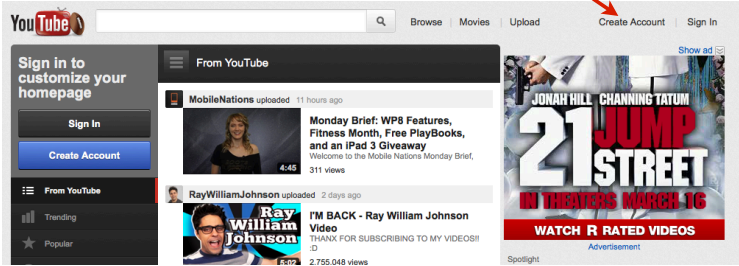 YouTube
Browse | Movies | Upload
Create Account | Sign In
Sign in to
customize your
homepage
Sign In
Create Account
From YouTube
Trending
Popular
From YouTube
MobileNations uploaded 11 hours ago
4:45
Monday Brief: WP8 Features,
Fitness Month, Free PlayBooks,
and an iPad 3 Giveaway
Welcome to the Mobile Nations Monday Brief,
311 views
RayWilliamJohnson uploaded 2 days ago
Ray
William
Johnson
5:02
I'M BACK - Ray William Johnson
Video
THANX FOR SUBSCRIBING TO MY VIDEOS!!
:D
2,755,048 views
Show ad
JONAH HILL CHANNING TATUM
21 JUMP
STREET
IN THEATERS MARCH 16
WATCH R RATED VIDEOS
Advertisement
Spotlight